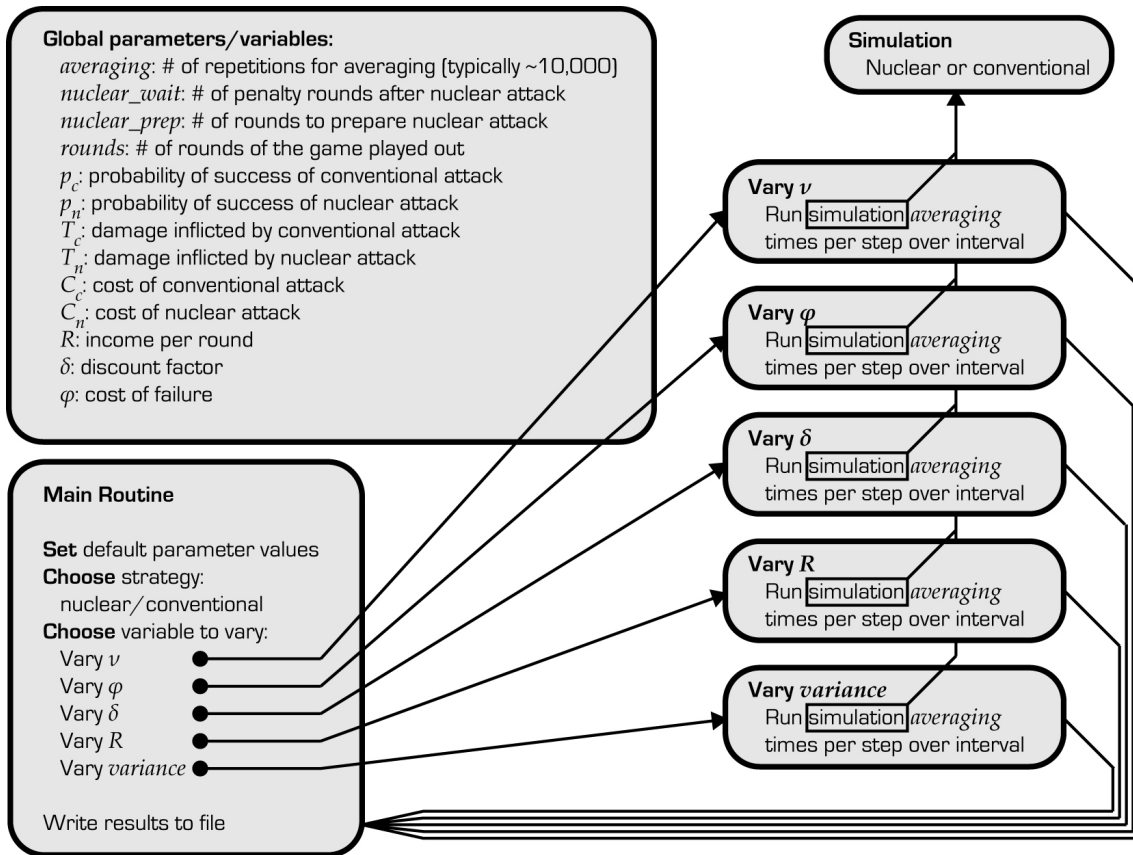 Global parameters/variables:
averaging: # of repetitions for averaging (typically ~10,000)
nuclear_wait: # of penalty rounds after nuclear attack
nuclear_prep: # of rounds to prepare nuclear attack
rounds: # of rounds of the game played out
p_c: probability of success of conventional attack
p_n: probability of success of nuclear attack
T_c: damage inflicted by conventional attack
T_n: damage inflicted by nuclear attack
C_c: cost of conventional attack
C_n: cost of nuclear attack
R: income per round
δ: discount factor
φ: cost of failure
Main Routine
Set default parameter values
Choose strategy:
nuclear/conventional
Choose variable to vary:
Vary ν
Vary φ
Vary δ
Vary R
Vary variance
Write results to file
Simulation
Nuclear or conventional
Vary ν
Run simulation averaging
times per step over interval
Vary φ
Run simulation averaging
times per step over interval
Vary δ
Run simulation averaging
times per step over interval
Vary R
Run simulation averaging
times per step over interval
Vary variance
Run simulation averaging
times per step over interval